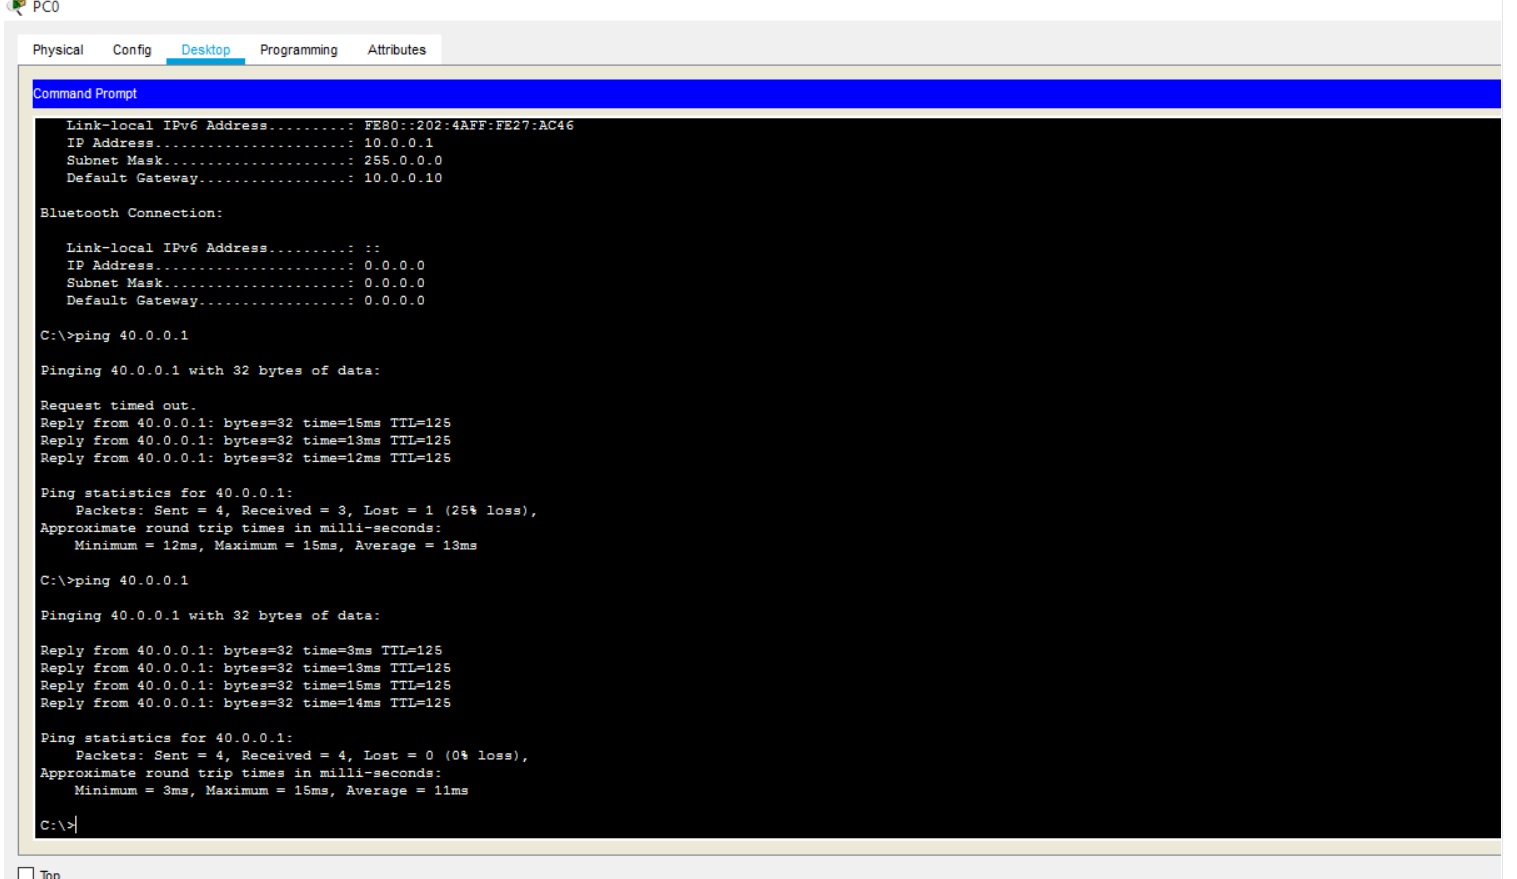 PC0
Physical Config Desktop Programming Attributes
Command Prompt
Link-local IPv6 Address.........: FE80::202:4AFF:FE27:AC46
IP Address......................: 10.0.0.1
Subnet Mask.....................: 255.0.0.0
Default Gateway.................: 10.0.0.10
Bluetooth Connection:
Link-local IPv6 Address.........: ::
IP Address......................: 0.0.0.0
Subnet Mask.....................: 0.0.0.0
Default Gateway.................: 0.0.0.0
C:\>ping 40.0.0.1
Pinging 40.0.0.1 with 32 bytes of data:
Request timed out.
Reply from 40.0.0.1: bytes=32 time=15ms TTL=125
Reply from 40.0.0.1: bytes=32 time=13ms TTL=125
Reply from 40.0.0.1: bytes=32 time=12ms TTL=125
Ping statistics for 40.0.0.1:
Packets: Sent = 4, Received = 3, Lost = 1 (25% loss),
Approximate round trip times in milli-seconds:
Minimum = 12ms, Maximum = 15ms, Average = 13ms
C:\>ping 40.0.0.1
Pinging 40.0.0.1 with 32 bytes of data:
Reply from 40.0.0.1: bytes=32 time=3ms TTL=125
Reply from 40.0.0.1: bytes=32 time=13ms TTL=125
Reply from 40.0.0.1: bytes=32 time=15ms TTL=125
Reply from 40.0.0.1: bytes=32 time=14ms TTL=125
Ping statistics for 40.0.0.1:
Packets: Sent = 4, Received = 4, Lost = 0 (0% loss),
Approximate round trip times in milli-seconds:
Minimum = 3ms, Maximum = 15ms, Average = 11ms
C:\>
Top